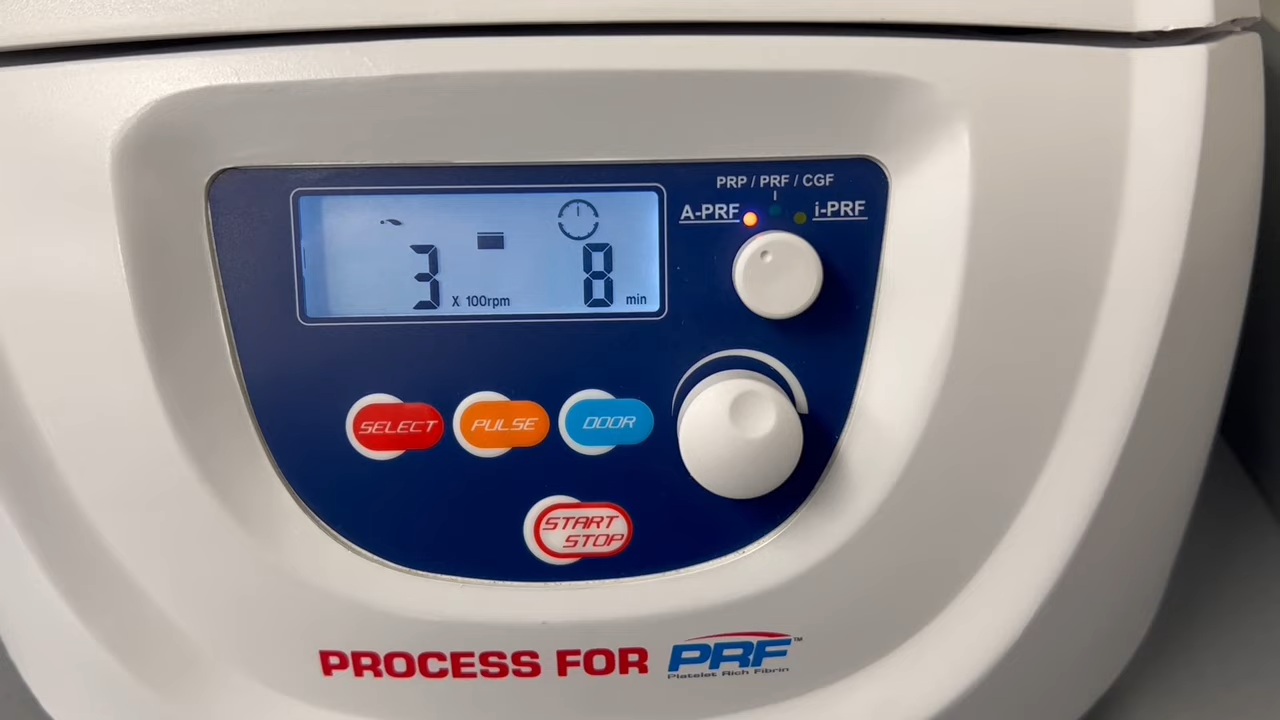 PRP / PRF / CGF
A-PRF
i-PRF
3 X 100rpm
8 min
SELECT
PULSE
DOOR
START
STOP
PROCESS FOR PRF™
Platelet Rich Fibrin